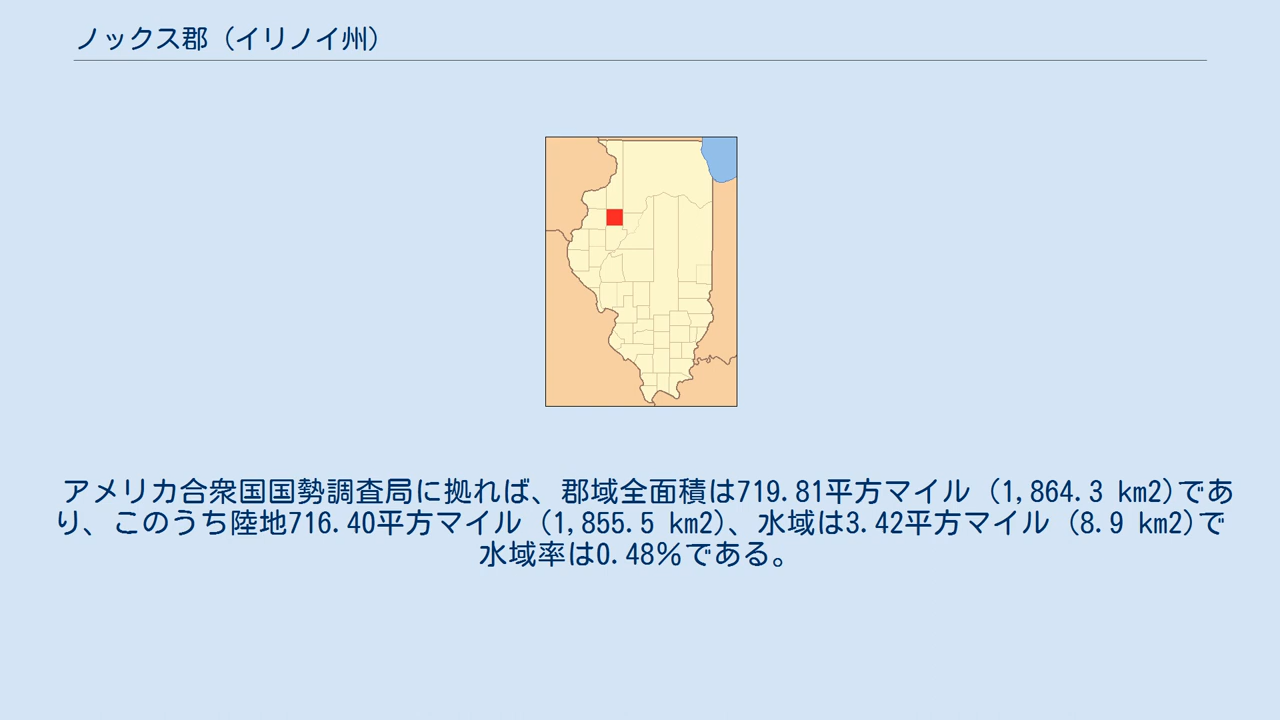 ノックス郡（イリノイ州）
アメリカ合衆国国勢調査局に拠れば、郡域全面積は719.81平方マイル (1,864.3 km2)であ
り、このうち陸地716.40平方マイル (1,855.5 km2)、水域は3.42平方マイル (8.9 km2)で
水域率は0.48%である。